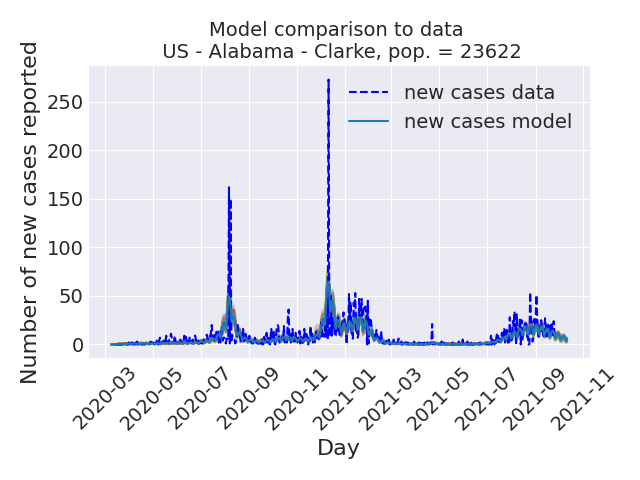 Model comparison to data
US - Alabama - Clarke, pop. = 23622
Number of new cases reported
250
200
150
100
50
0
new cases data
new cases model
2020-03
2020-05
2020-07
2020-09
2020-11
2021-01
2021-03
2021-05
2021-07
2021-09
2021-11
Day